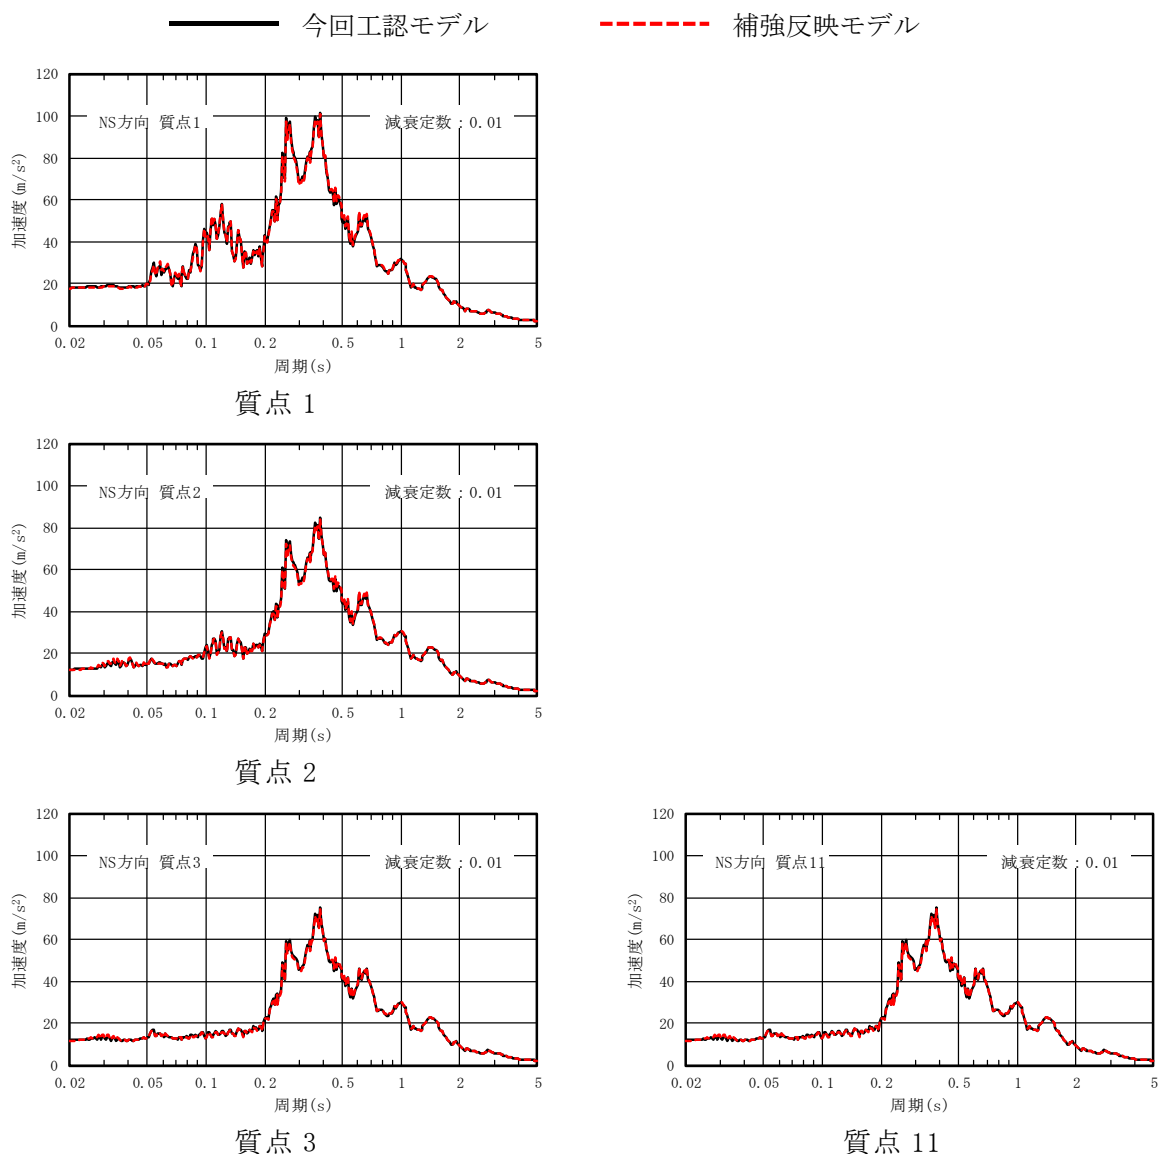 今回工認モデル 補強反映モデル
120
100
80
60
40
20
0
加速度(m/s²)
NS方向 質点1 減衰定数：0.01
0.02 0.05 0.1 0.2 0.5 1 2 5
周期(s)
質点 1
120
100
80
60
40
20
0
加速度(m/s²)
NS方向 質点2 減衰定数：0.01
0.02 0.05 0.1 0.2 0.5 1 2 5
周期(s)
質点 2
120
100
80
60
40
20
0
加速度(m/s²)
NS方向 質点3 減衰定数：0.01
0.02 0.05 0.1 0.2 0.5 1 2 5
周期(s)
質点 3
120
100
80
60
40
20
0
加速度(m/s²)
NS方向 質点11 減衰定数：0.01
0.02 0.05 0.1 0.2 0.5 1 2 5
周期(s)
質点 11